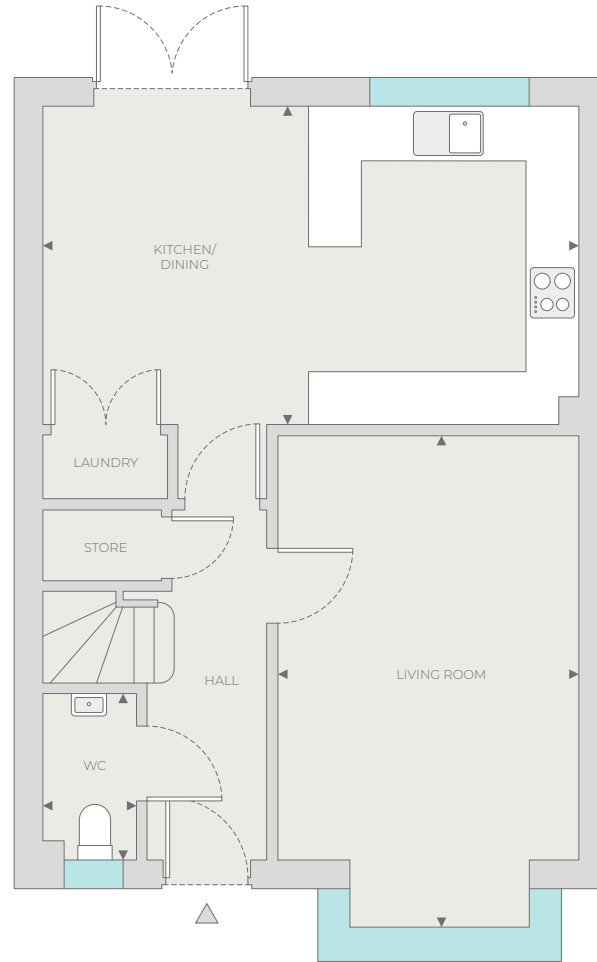 KITCHEN/
DINING
LAUNDRY
STORE
HALL
LIVING ROOM
WC